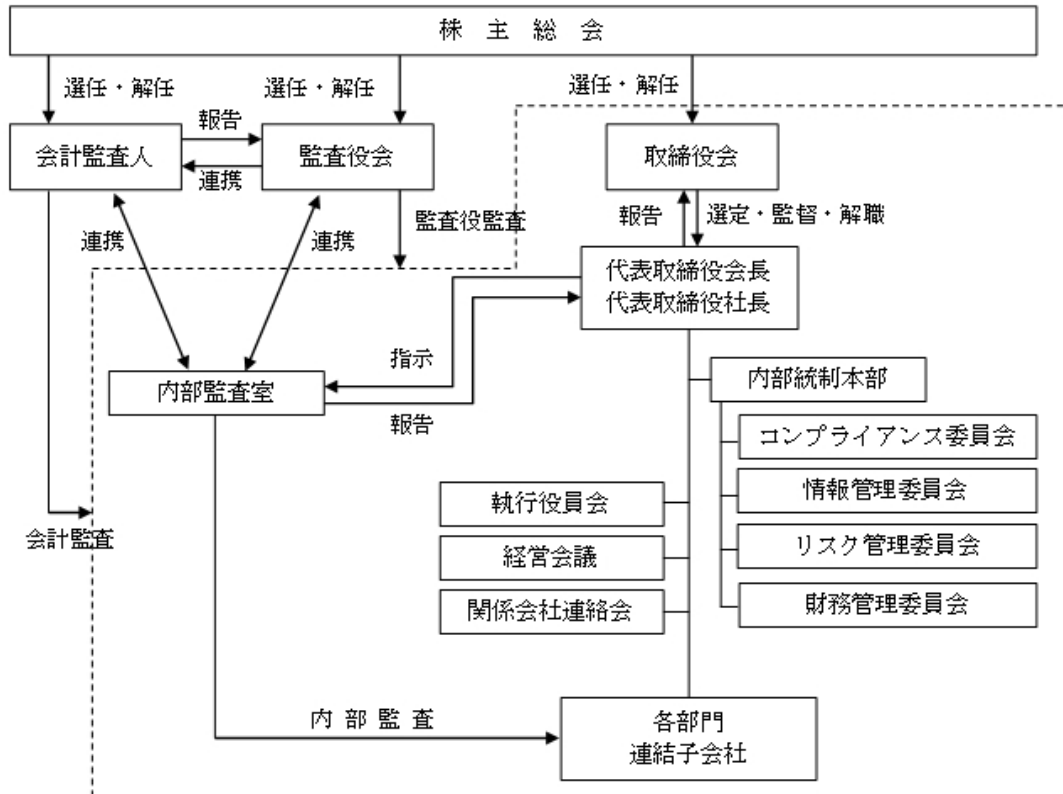 株主総会
選任・解任
選任・解任
選任・解任
報告
会計監査人
監査役会
取締役会
連携
監査役監査
報告
選定・監督・解職
連携
連携
代表取締役会長
代表取締役社長
指示
内部監査室
報告
内部統制本部
コンプライアンス委員会
執行役員会
情報管理委員会
会計監査
経営会議
リスク管理委員会
関係会社連絡会
財務管理委員会
内部監査
各部門
連結子会社